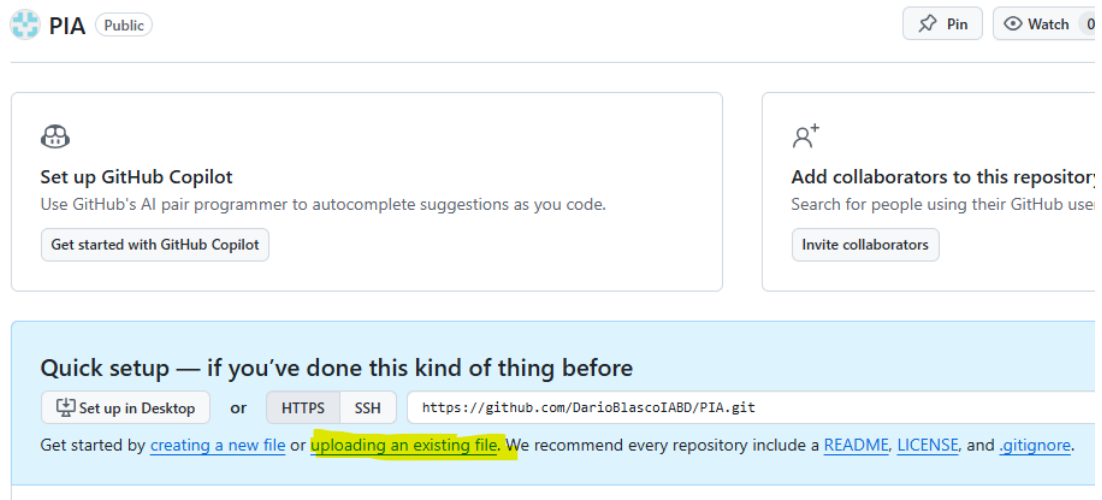 PIA Public Pin Watch 0
Set up GitHub Copilot
Use GitHub's AI pair programmer to autocomplete suggestions as you code.
Get started with GitHub Copilot
Add collaborators to this repository
Search for people using their GitHub use
Invite collaborators
Quick setup — if you've done this kind of thing before
Set up in Desktop or HTTPS SSH https://github.com/DarioBlascoIABD/PIA.git
Get started by creating a new file or uploading an existing file. We recommend every repository include a README, LICENSE, and .gitignore.